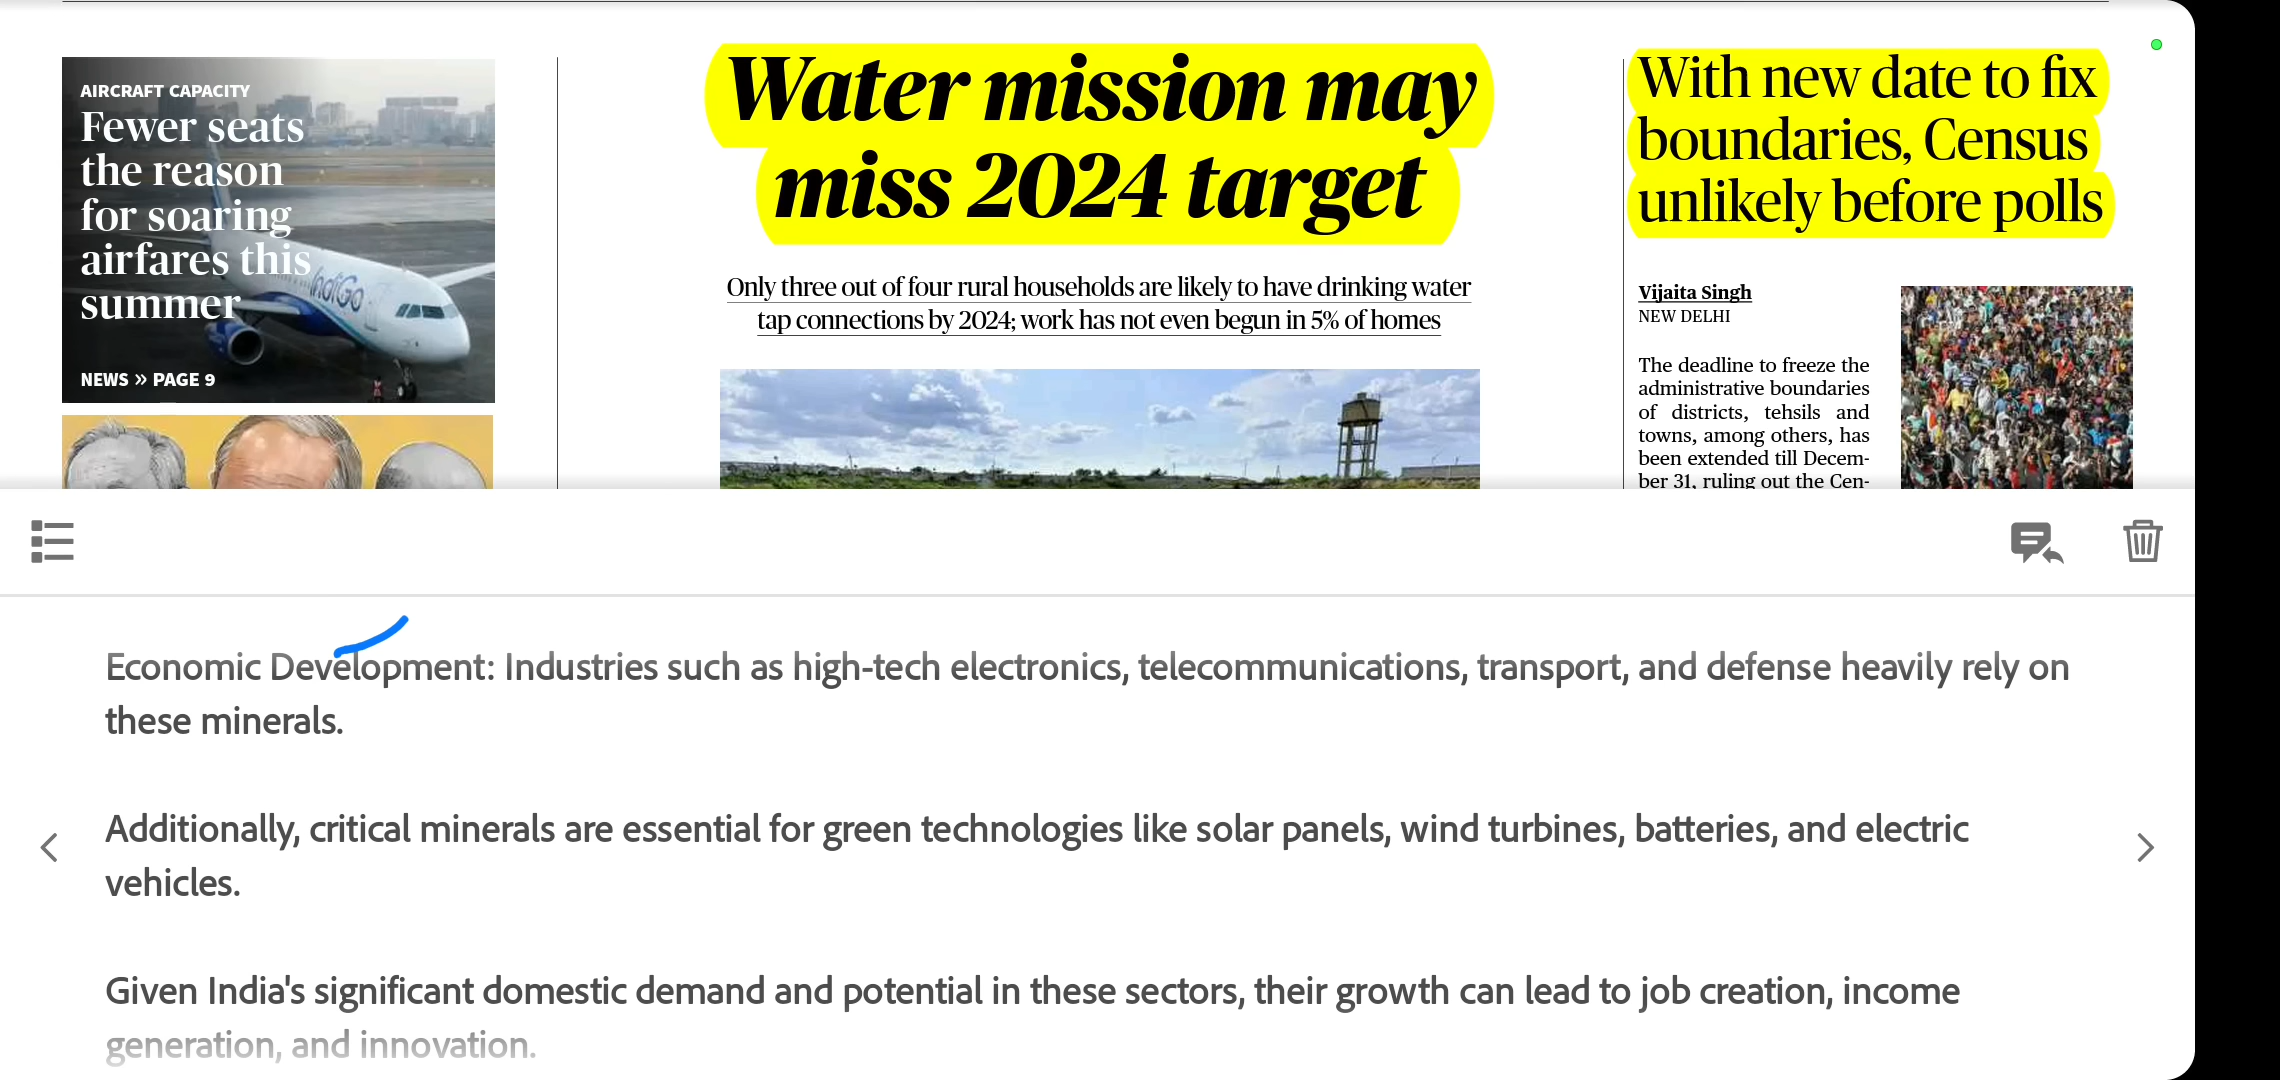 AIRCRAFT CAPACITY
Fewer seats
the reason
for soaring
airfares this
summer
IndiGo
NEWS » PAGE 9
Water mission may
miss 2024 target
Only three out of four rural households are likely to have drinking water
tap connections by 2024; work has not even begun in 5% of homes
With new date to fix
boundaries, Census
unlikely before polls
Vijaita Singh
NEW DELHI
The deadline to freeze the
administrative boundaries
of districts, tehsils and
towns, among others, has
been extended till Decem-
ber 31, ruling out the Cen-
Economic Development: Industries such as high-tech electronics, telecommunications, transport, and defense heavily rely on
these minerals.
Additionally, critical minerals are essential for green technologies like solar panels, wind turbines, batteries, and electric
vehicles.
Given India's significant domestic demand and potential in these sectors, their growth can lead to job creation, income
generation, and innovation.